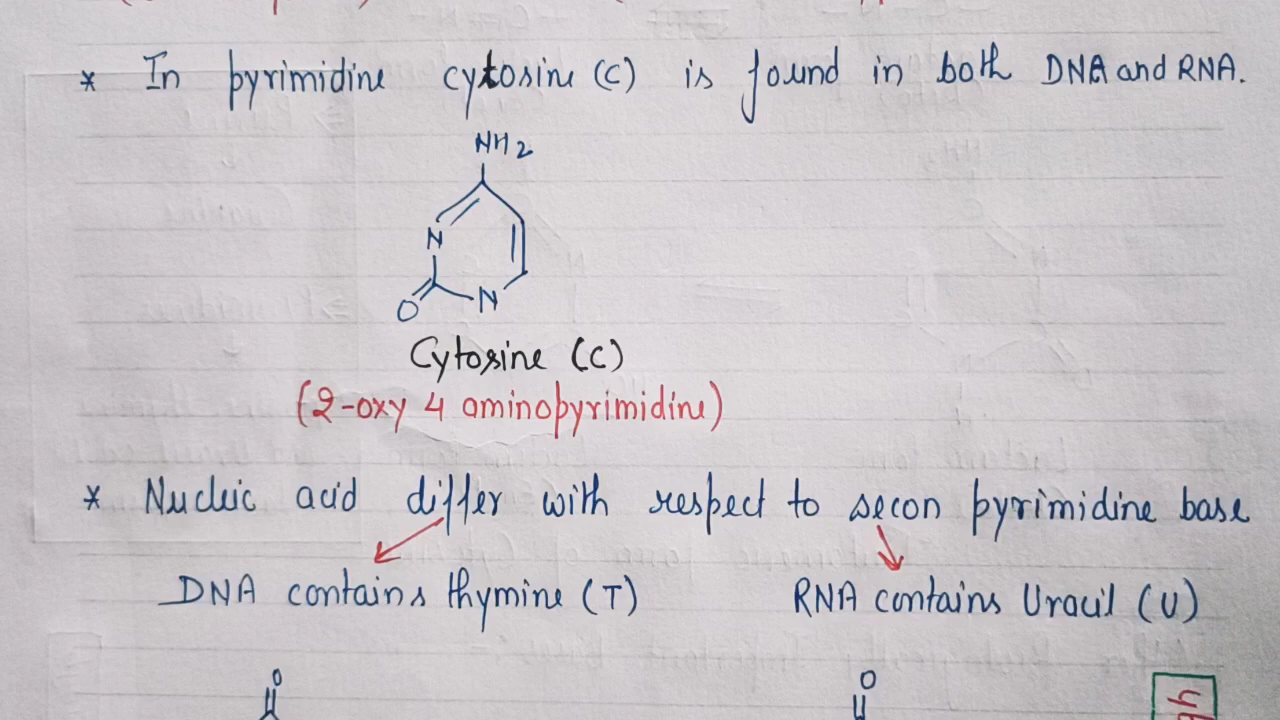 * In pyrimidine cytosine (C) is found in both DNA and RNA.
NH2
N
O
N
Cytosine (C)
(2-oxy 4 aminopyrimidine)
* Nucleic acid differ with respect to secon pyrimidine base
DNA contains thymine (T)
RNA contains Uracil (U)
O
O